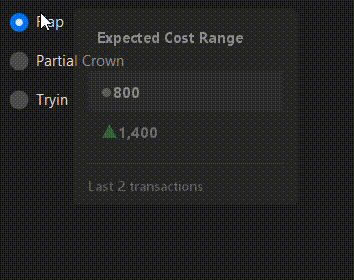 Expected Cost Range
Partial Crown
800
Tryin
1,400
Last 2 transactions